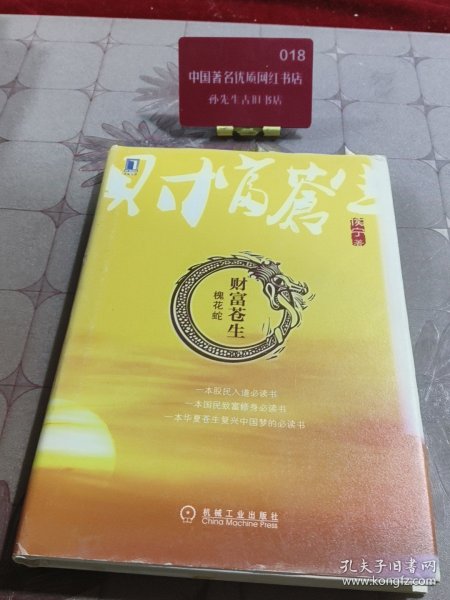 018
中国著名优质网红书店
孙先生古旧书店
财富苍生
侯宁 著
财富苍生
槐花蛇
一本股民入道必读书
一本国民致富修身必读书
一本华夏苍生复兴中国梦的必读书
机械工业出版社
China Machine Press
孔夫子旧书网
www.kongfz.com